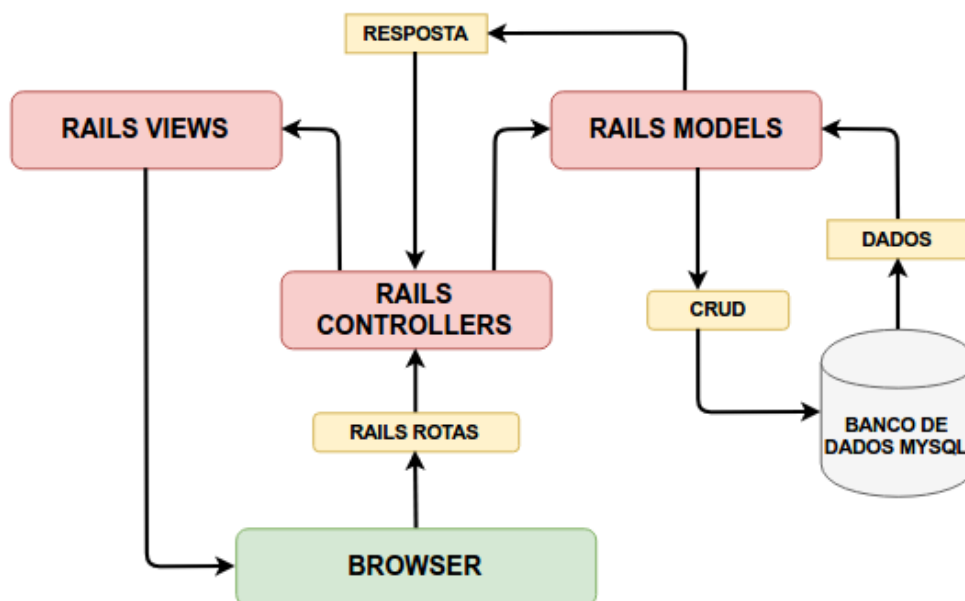 RESPOSTA
RAILS VIEWS
RAILS MODELS
DADOS
RAILS
CONTROLLERS
CRUD
RAILS ROTAS
BANCO DE
DADOS MYSQL
BROWSER